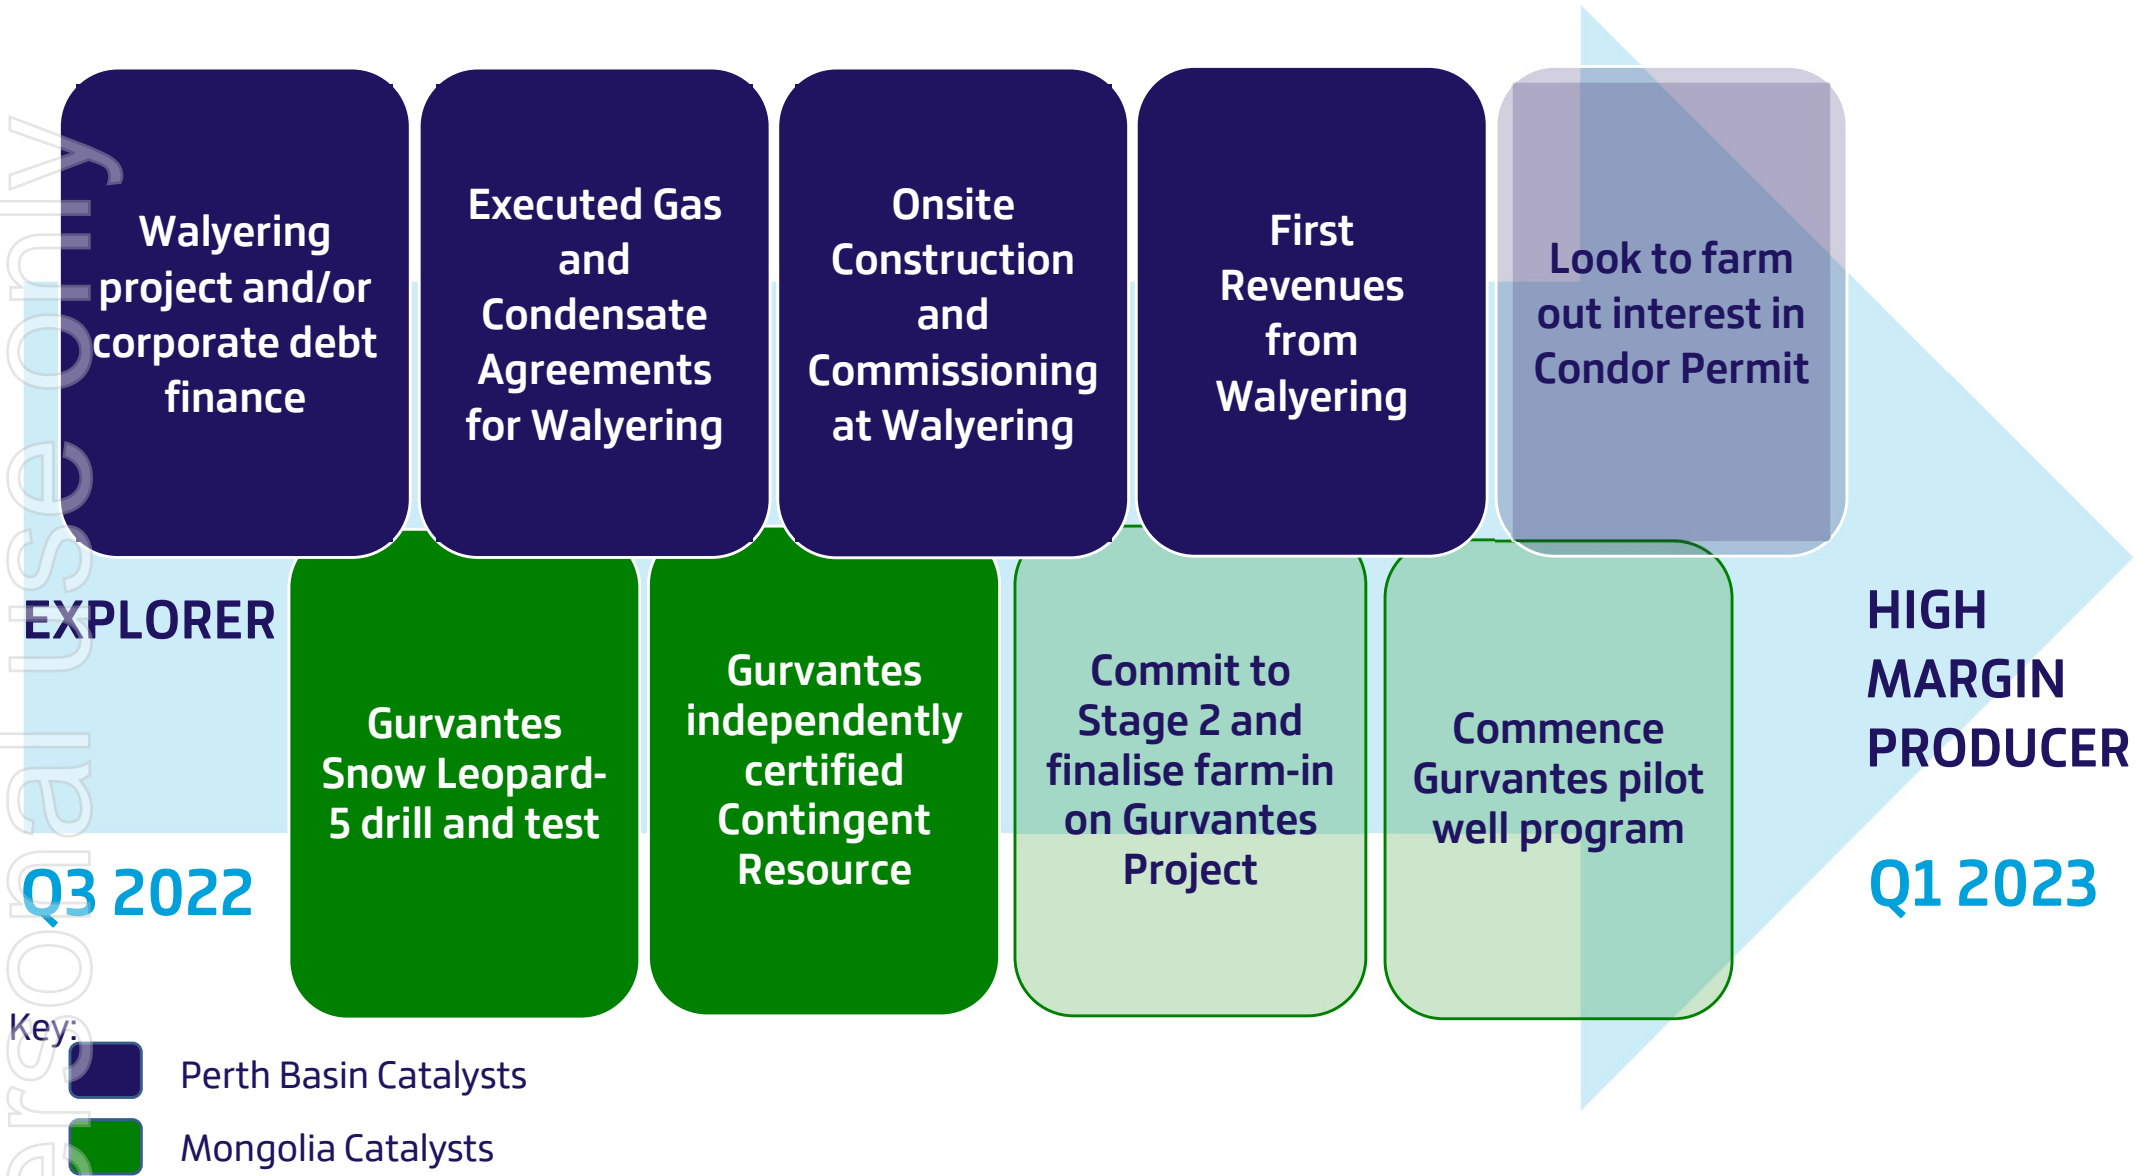 Walyering
project and/or
corporate debt
finance
Executed Gas
and
Condensate
Agreements
for Walyering
Onsite
Construction
and
Commissioning
at Walyering
First
Revenues
from
Walyering
Look to farm
out interest in
Condor Permit
EXPLORER
Q3 2022
Gurvantes
Snow Leopard-
5 drill and test
Gurvantes
independently
certified
Contingent
Resource
Commit to
Stage 2 and
finalise farm-in
on Gurvantes
Project
Commence
Gurvantes pilot
well program
HIGH
MARGIN
PRODUCER
Q1 2023
Key:
Perth Basin Catalysts
Mongolia Catalysts
ersonal use only